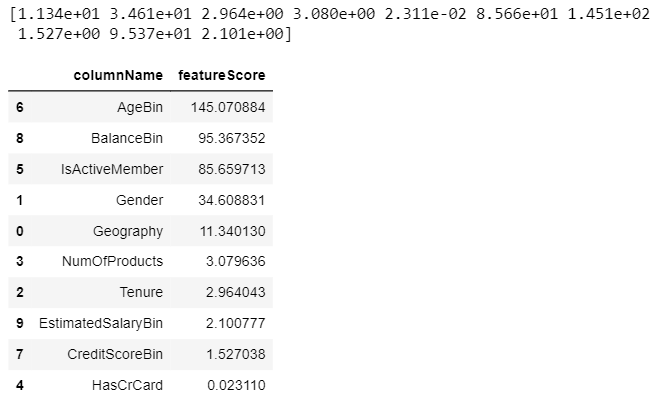 [1.134e+01 3.461e+01 2.964e+00 3.080e+00 2.311e-02 8.566e+01 1.451e+02
1.527e+00 9.537e+01 2.101e+00]
columnName featureScore
6 AgeBin 145.070884
8 BalanceBin 95.367352
5 IsActiveMember 85.659713
1 Gender 34.608831
0 Geography 11.340130
3 NumOfProducts 3.079636
2 Tenure 2.964043
9 EstimatedSalaryBin 2.100777
7 CreditScoreBin 1.527038
4 HasCrCard 0.023110